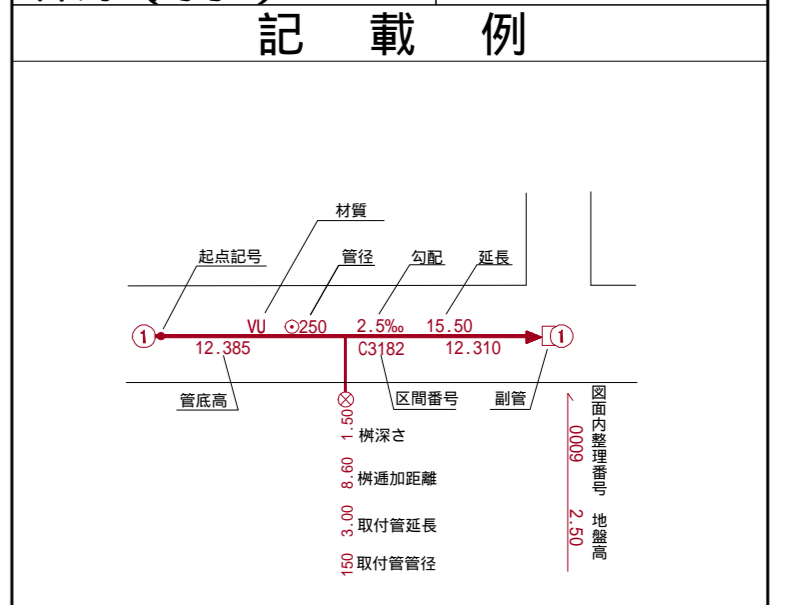 記載例
材質
起点記号 管径 勾配 延長
VU ⊙250 2.5‰ 15.50
① ①
12.385 C3182 12.310
管底高 区間番号 副管
1.50 桝深さ
8.60 桝逓加距離
3.00 取付管延長
150 取付管管径
図面内整理番号 地盤高
0009 2.50